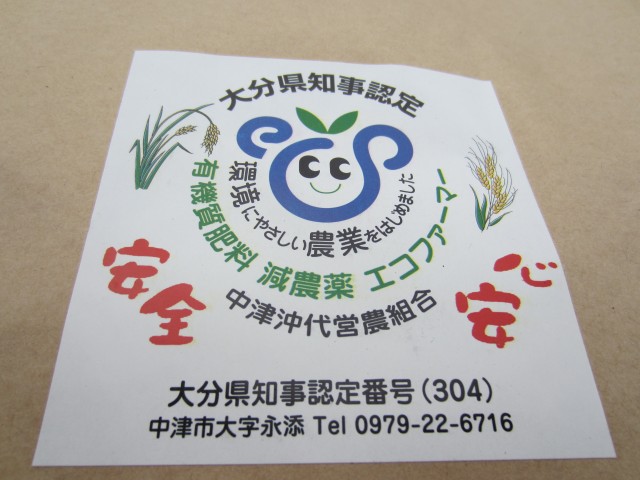 大分県知事認定
環境にやさしい農業をはじめました
有機質肥料 減農薬 エコファーマー
中津沖代営農組合
安全
安心
大分県知事認定番号(304)
中津市大字永添 Tel 0979-22-6716